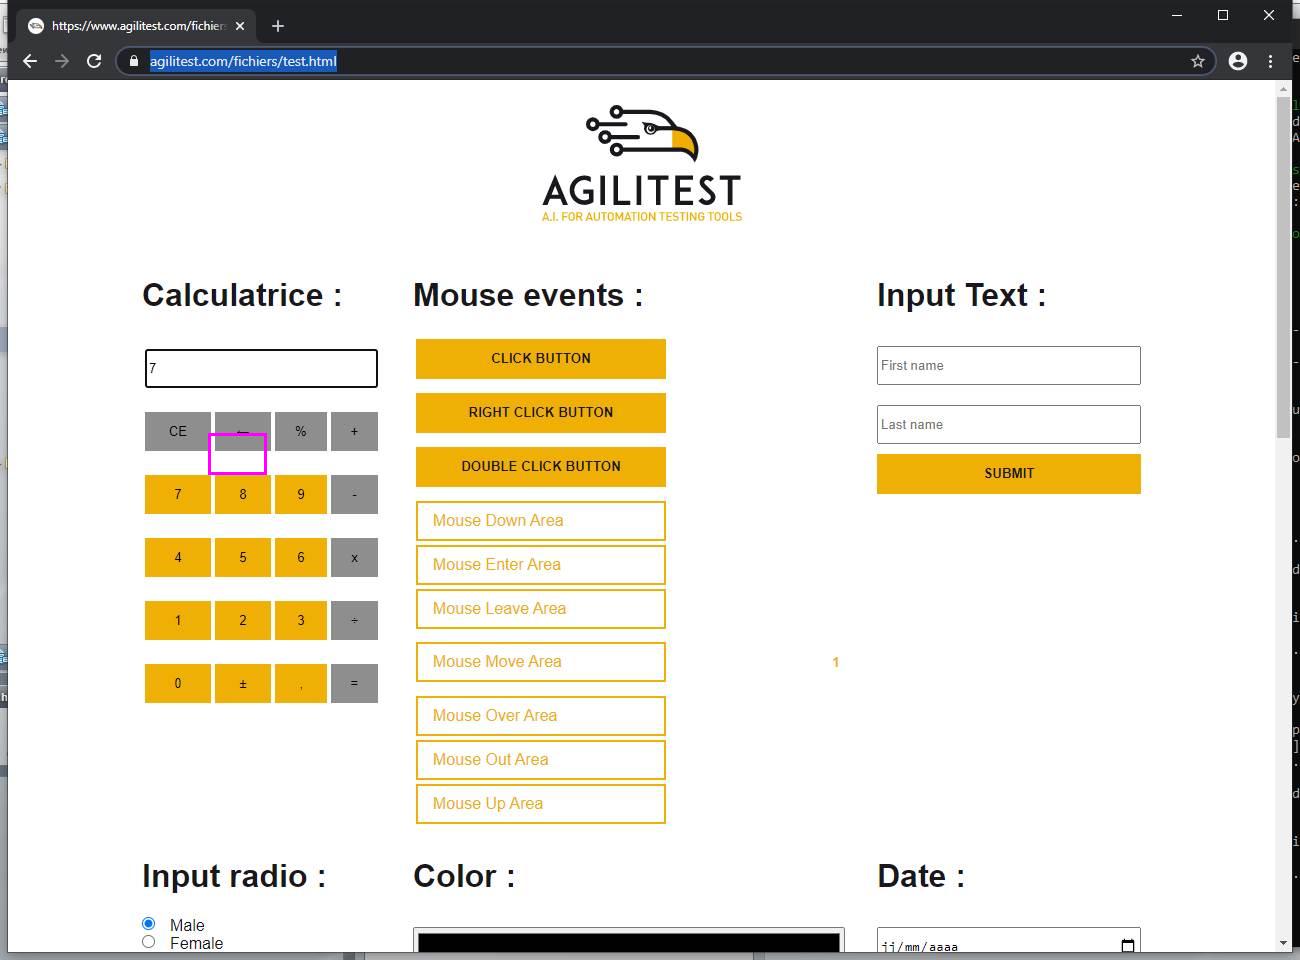 https://www.agilitest.com/fichiers
agilitest.com/fichiers/test.html
AGILITEST
A.I. FOR AUTOMATION TESTING TOOLS
Calculatrice :
7
CE ← % +
7 8 9 -
4 5 6 x
1 2 3 ÷
0 ± , =
Mouse events :
CLICK BUTTON
RIGHT CLICK BUTTON
DOUBLE CLICK BUTTON
Mouse Down Area
Mouse Enter Area
Mouse Leave Area
Mouse Move Area
1
Mouse Over Area
Mouse Out Area
Mouse Up Area
Input Text :
First name
Last name
SUBMIT
Input radio :
Male
Female
Color :
Date :
jj/mm/aaaa